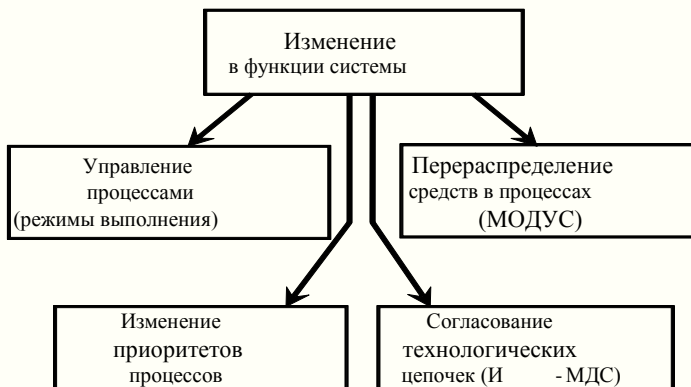 Изменение
в функции системы
Управление
процессами
(режимы выполнения)
Перераспределение
средств в процессах
(МОДУС)
Изменение
приоритетов
процессов
Согласование
технологических
цепочек (И - МДС)